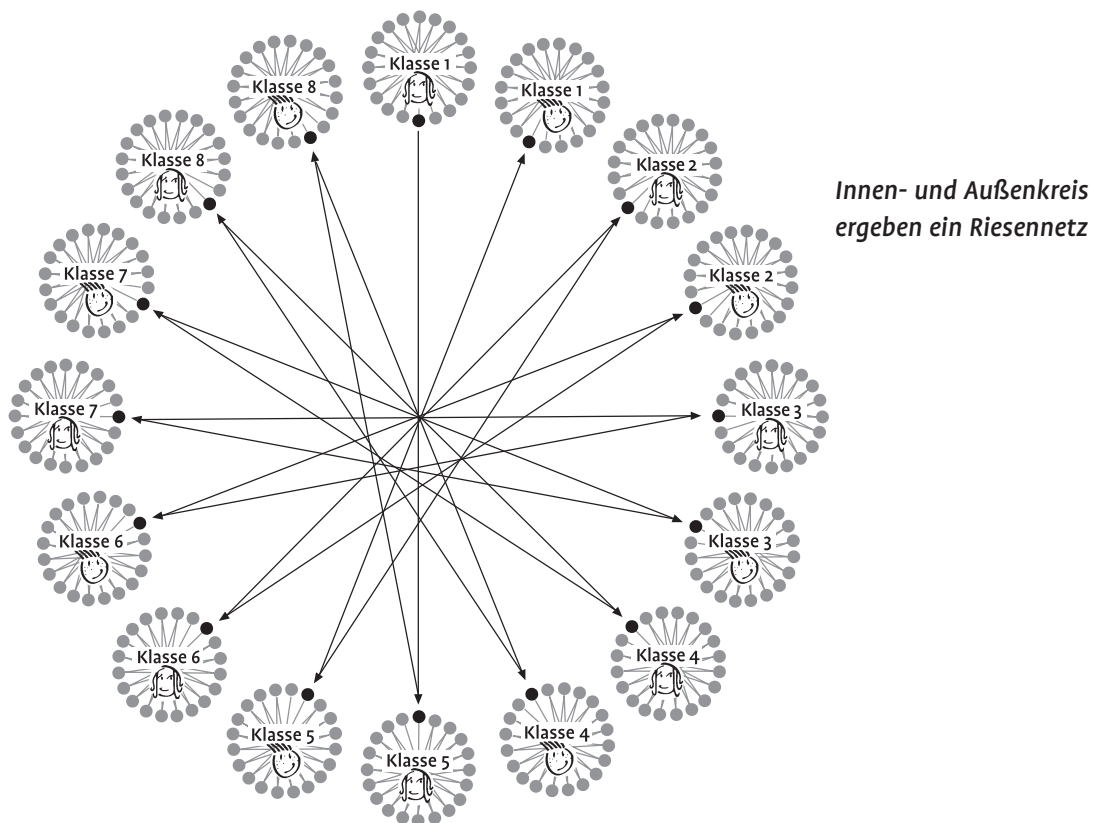 Klasse 1
Klasse 1
Klasse 2
Klasse 2
Klasse 3
Klasse 3
Klasse 4
Klasse 4
Klasse 5
Klasse 5
Klasse 6
Klasse 6
Klasse 7
Klasse 7
Klasse 8
Klasse 8
Innen- und Außenkreis
ergeben ein Riesennetz